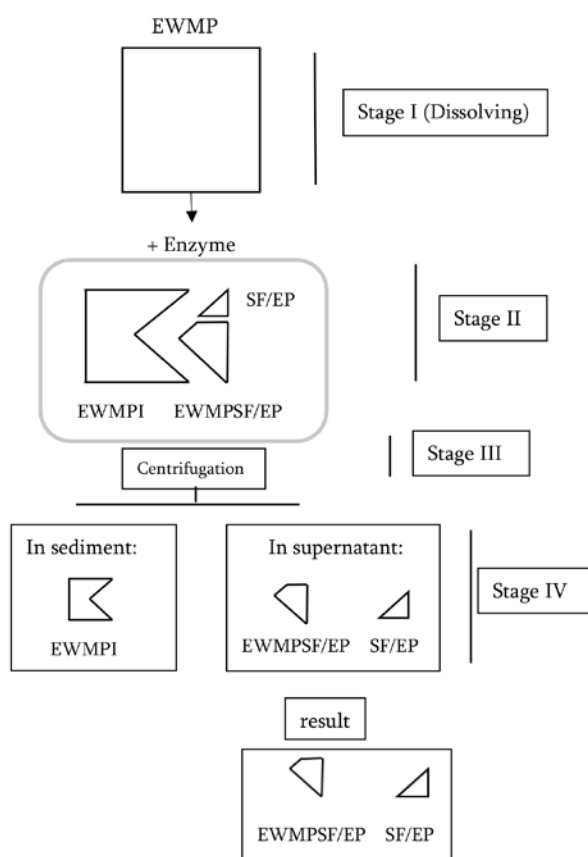 EWMP
Stage I (Dissolving)
+ Enzyme
SF/EP
Stage II
EWMPI
EWMPSF/EP
Stage III
Centrifugation
In sediment:
In supernatant:
Stage IV
EWMPI
EWMPSF/EP
SF/EP
result
EWMPSF/EP
SF/EP